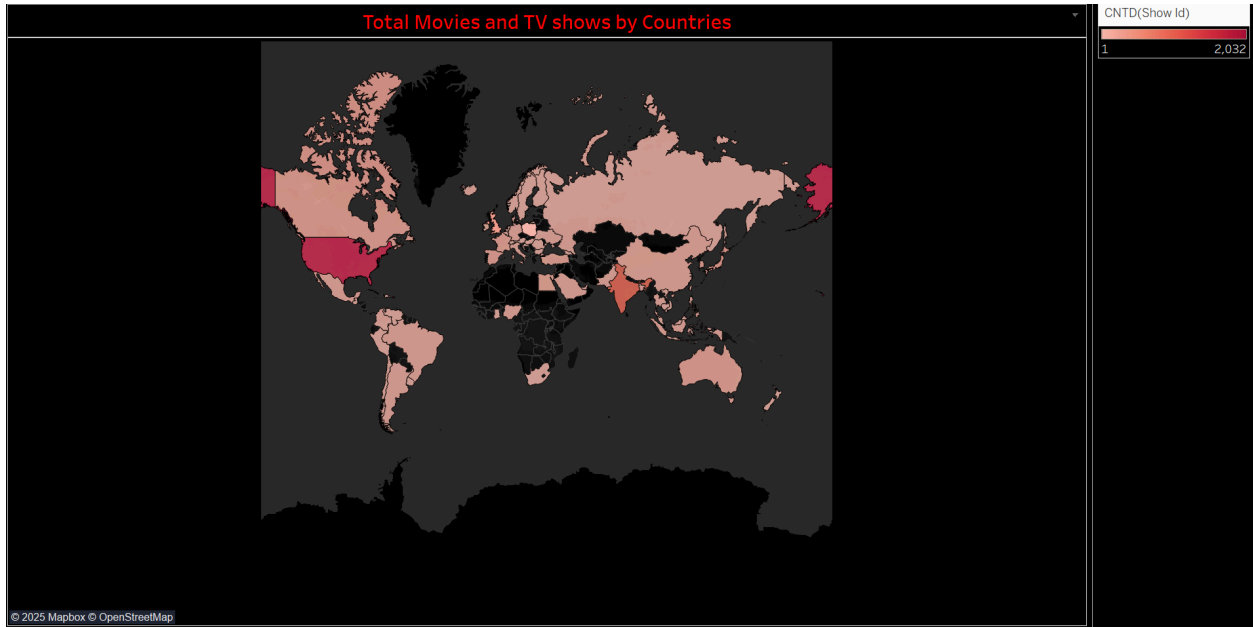 Total Movies and TV shows by Countries
CNTD(Show Id)
1 2,032
© 2025 Mapbox © OpenStreetMap